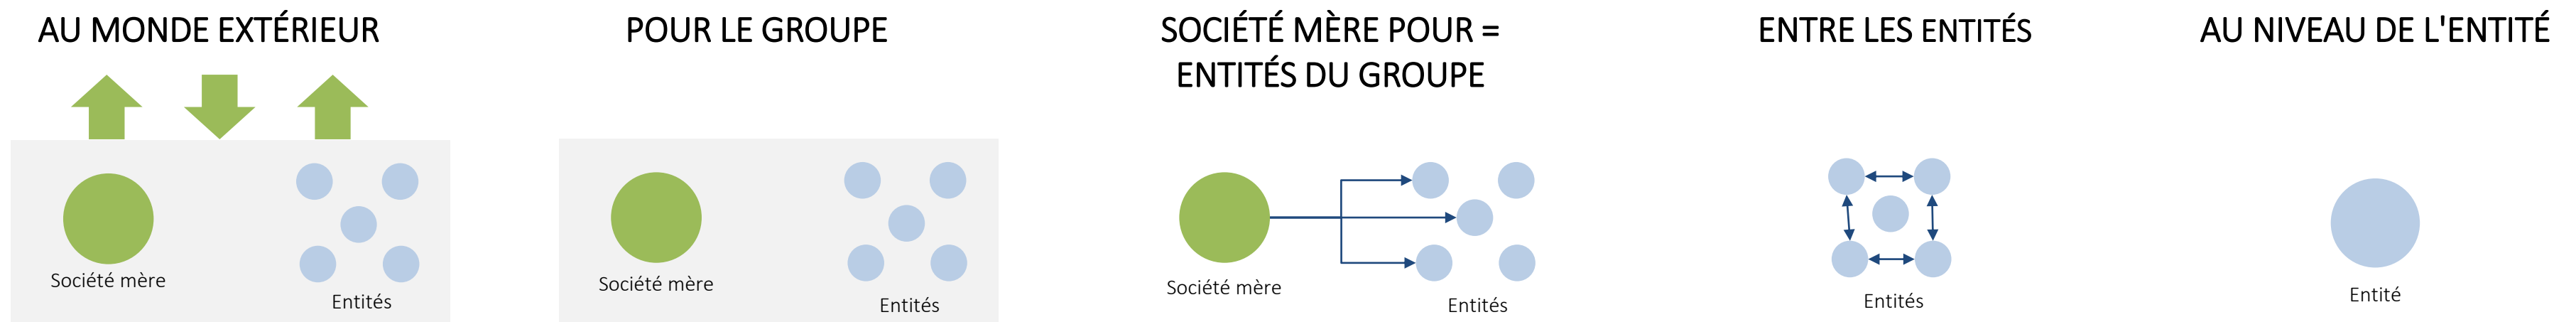 AU MONDE EXTÉRIEUR
Société mère
Entités
POUR LE GROUPE
Société mère
Entités
SOCIÉTÉ MÈRE POUR =
ENTITÉS DU GROUPE
Société mère
Entités
ENTRE LES ENTITÉS
Entités
AU NIVEAU DE L'ENTITÉ
Entité